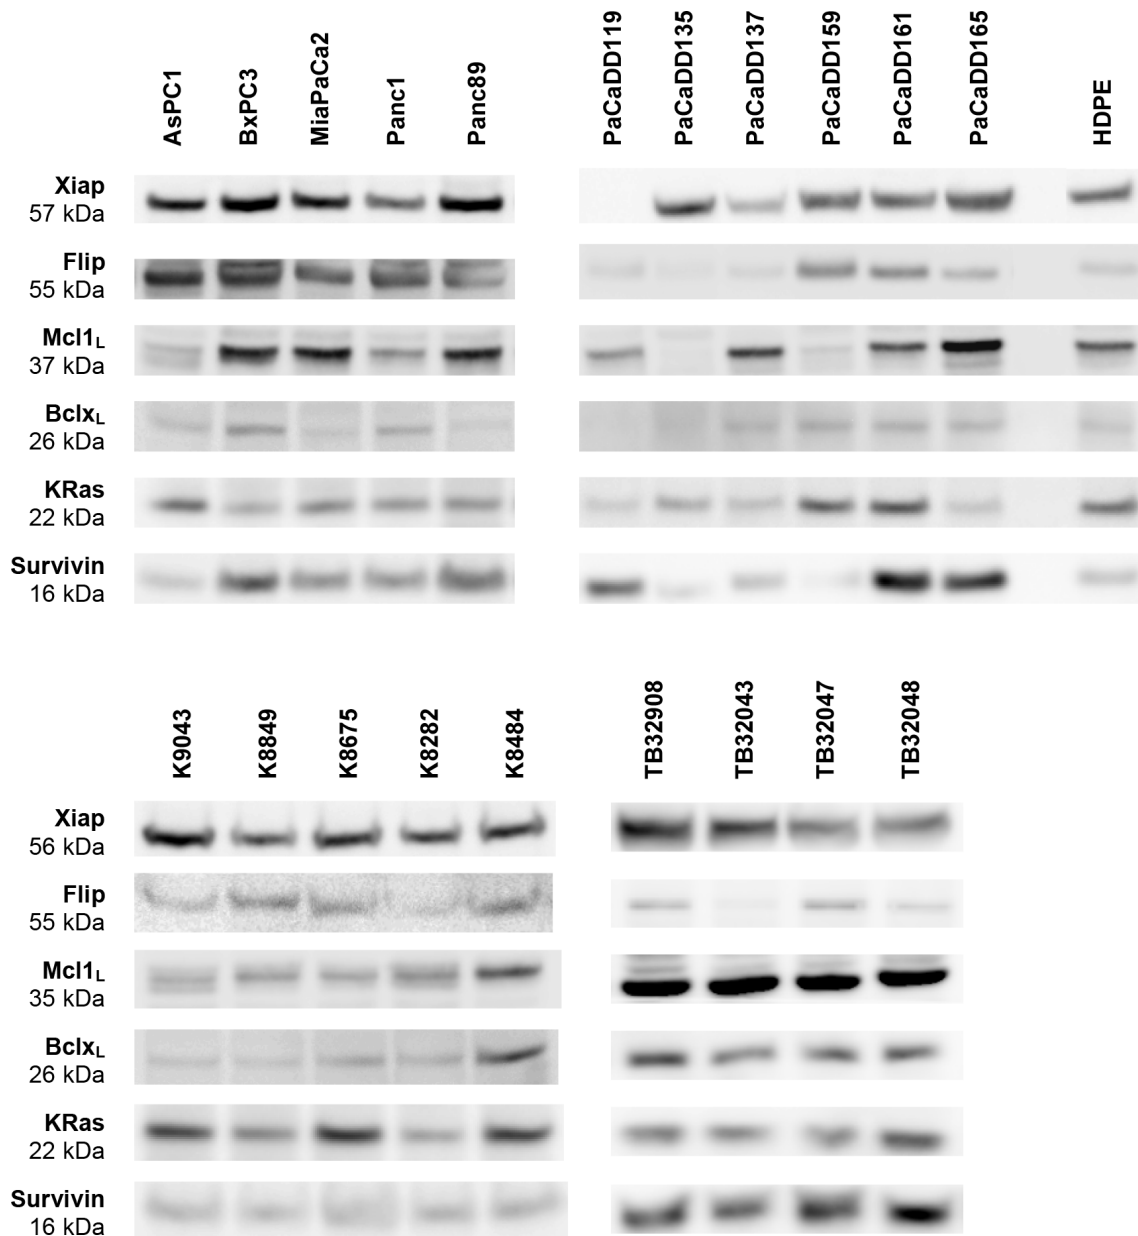 AsPC1
BxPC3
MiaPaCa2
Panc1
Panc89
PaCaDD119
PaCaDD135
PaCaDD137
PaCaDD159
PaCaDD161
PaCaDD165
HDPE
Xiap
57 kDa
Flip
55 kDa
Mcl1L
37 kDa
BclxL
26 kDa
KRas
22 kDa
Survivin
16 kDa
K9043
K8849
K8675
K8282
K8484
TB32908
TB32043
TB32047
TB32048
Xiap
56 kDa
Flip
55 kDa
Mcl1L
35 kDa
BclxL
26 kDa
KRas
22 kDa
Survivin
16 kDa